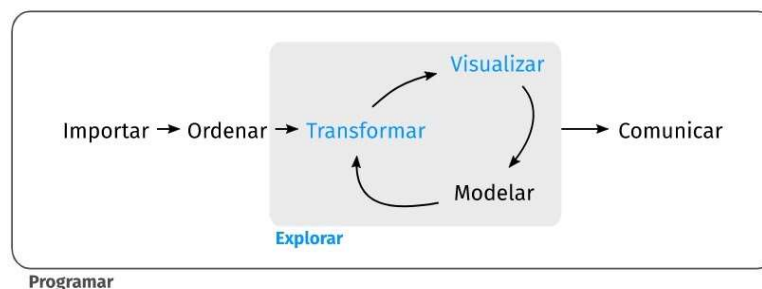 Visualizar
Importar Ordenar Transformar Comunicar
Modelar
Explorar
Programar